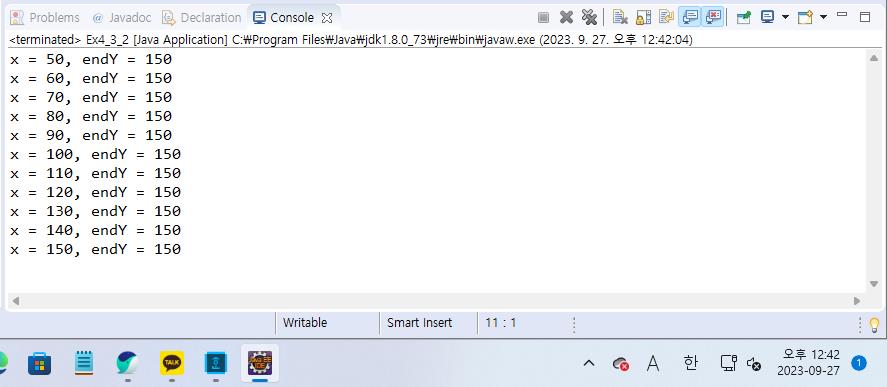 Problems @ Javadoc Declaration Console
<terminated> Ex4_3_2 [Java Application] C:₩Program Files₩Java₩jdk1.8.0_73₩jre₩bin₩javaw.exe (2023. 9. 27. 오후 12:42:04)
x = 50, endY = 150
x = 60, endY = 150
x = 70, endY = 150
x = 80, endY = 150
x = 90, endY = 150
x = 100, endY = 150
x = 110, endY = 150
x = 120, endY = 150
x = 130, endY = 150
x = 140, endY = 150
x = 150, endY = 150
Writable Smart Insert 11 : 1
TALK Java EE IDE A 한 오후 12:42 1
2023-09-27